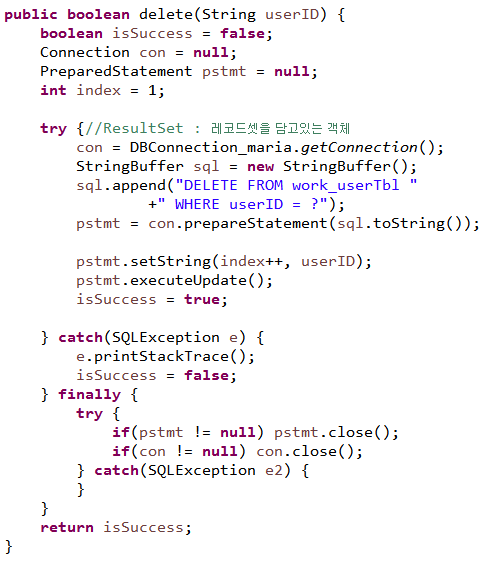 public boolean delete(String userID) {
    boolean isSuccess = false;
    Connection con = null;
    PreparedStatement pstmt = null;
    int index = 1;

    try {//ResultSet : 레코드셋을 담고있는 객체
        con = DBConnection_maria.getConnection();
        StringBuffer sql = new StringBuffer();
        sql.append("DELETE FROM work_userTbl "
                +" WHERE userID = ?");
        pstmt = con.prepareStatement(sql.toString());

        pstmt.setString(index++, userID);
        pstmt.executeUpdate();
        isSuccess = true;

    } catch(SQLException e) {
        e.printStackTrace();
        isSuccess = false;
    } finally {
        try {
            if(pstmt != null) pstmt.close();
            if(con != null) con.close();
        } catch(SQLException e2) {
        }
    }
    return isSuccess;
}